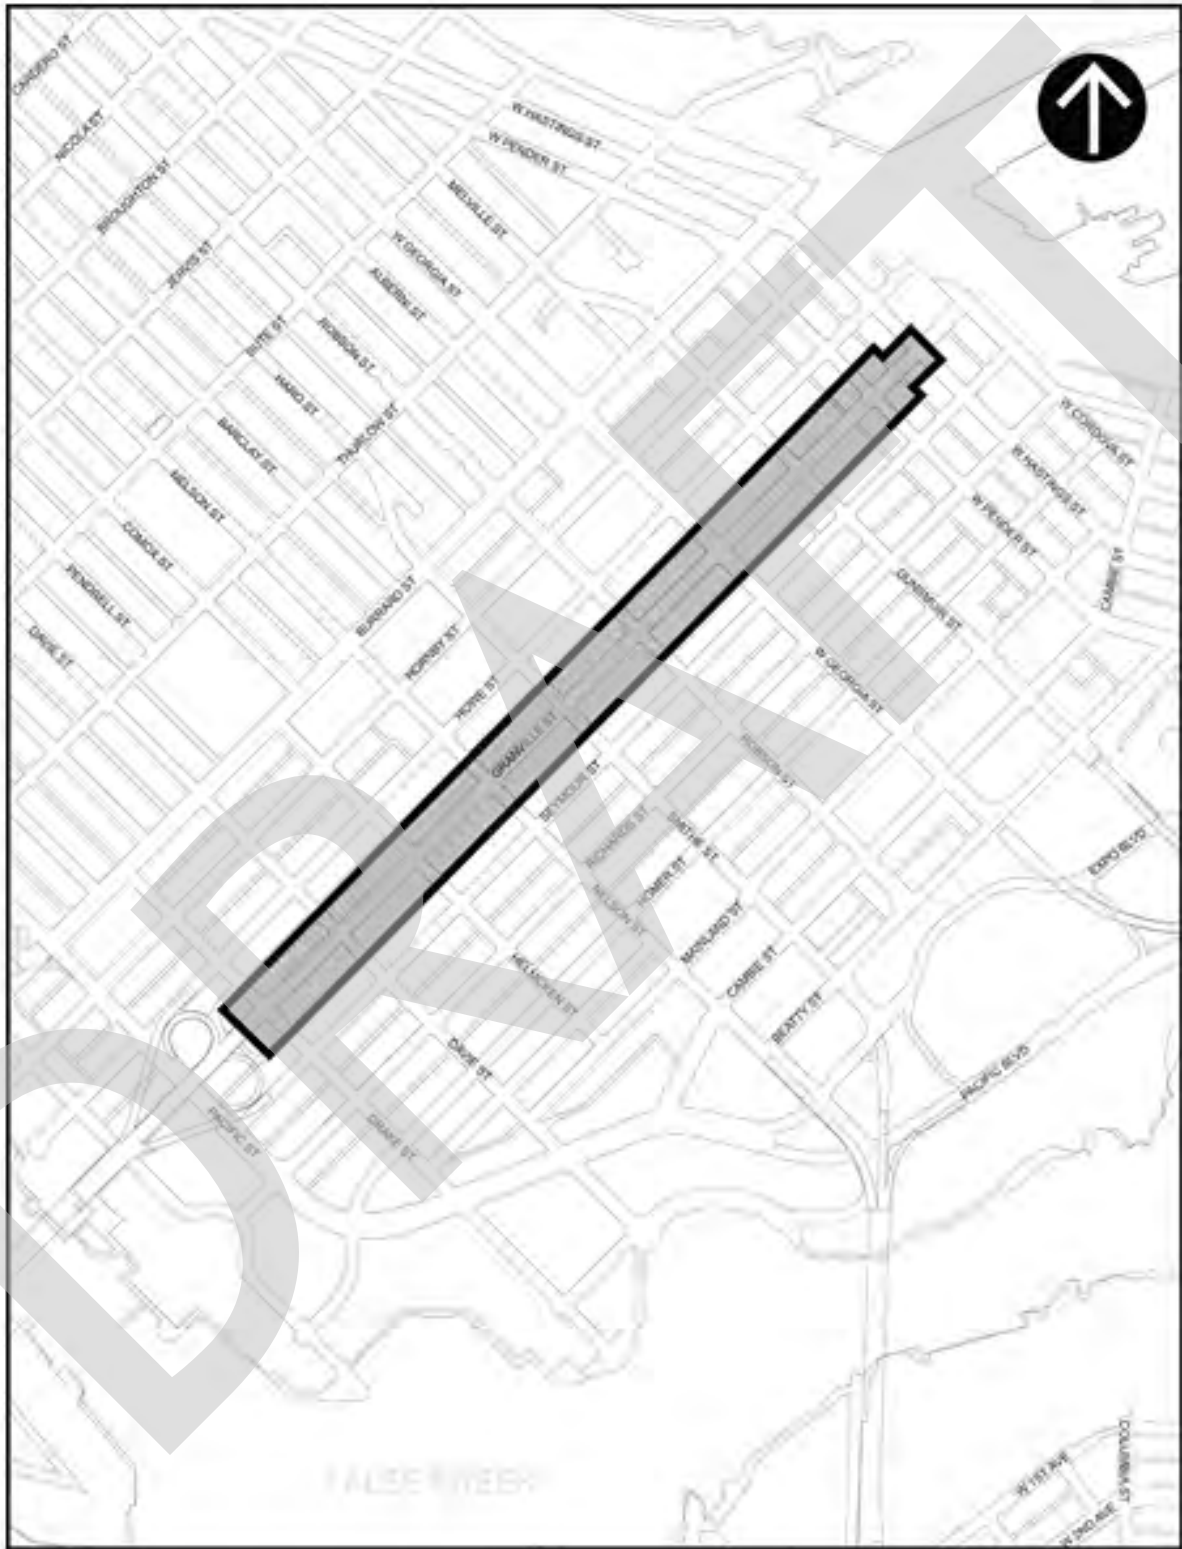 CARDERO ST
NICOLA ST
BROUGHTON ST
JERVIS ST
BUTE ST
THURLOW ST
BURRARD ST
HORNBY ST
HOWE ST
GRANVILLE ST
SEYMOUR ST
RICHARDS ST
HOMER ST
MAINLAND ST
CAMBIE ST
BEATTY ST
PACIFIC BLVD
EXPO BLVD
W HASTINGS ST
W PENDER ST
MELVILLE ST
W GEORGIA ST
ALBERNI ST
ROBSON ST
HARO ST
BARCLAY ST
NELSON ST
COMOX ST
PENDRELL ST
DAVIE ST
W CORDOVA ST
W HASTINGS ST
W PENDER ST
CAMBIE ST
DUNSMUIR ST
W GEORGIA ST
ROBSON ST
SMITHE ST
NELSON ST
HELMCKEN ST
DAVIE ST
DRAKE ST
PACIFIC ST
FALSE CREEK
W 1ST AVE
W 2ND AVE
COLUMBIA ST
DRAFT